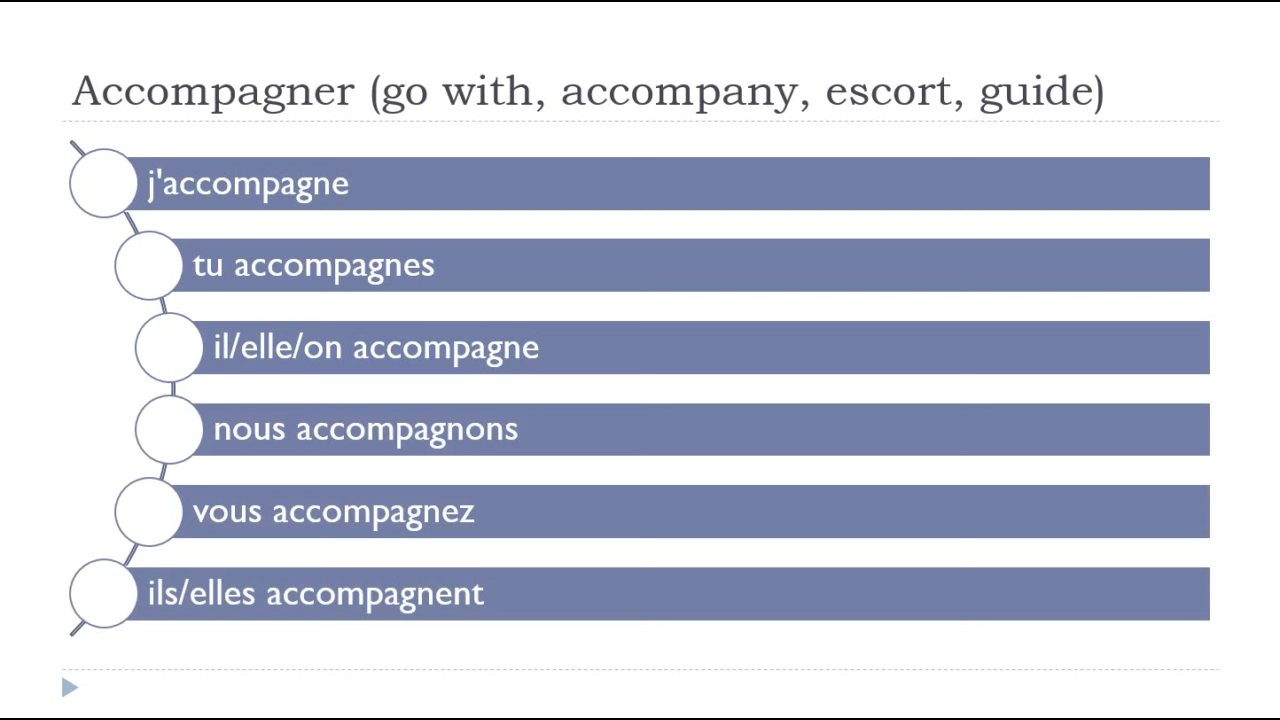 Accompagner (go with, accompany, escort, guide)
j'accompagne
tu accompagnes
il/elle/on accompagne
nous accompagnons
vous accompagnez
ils/elles accompagnent